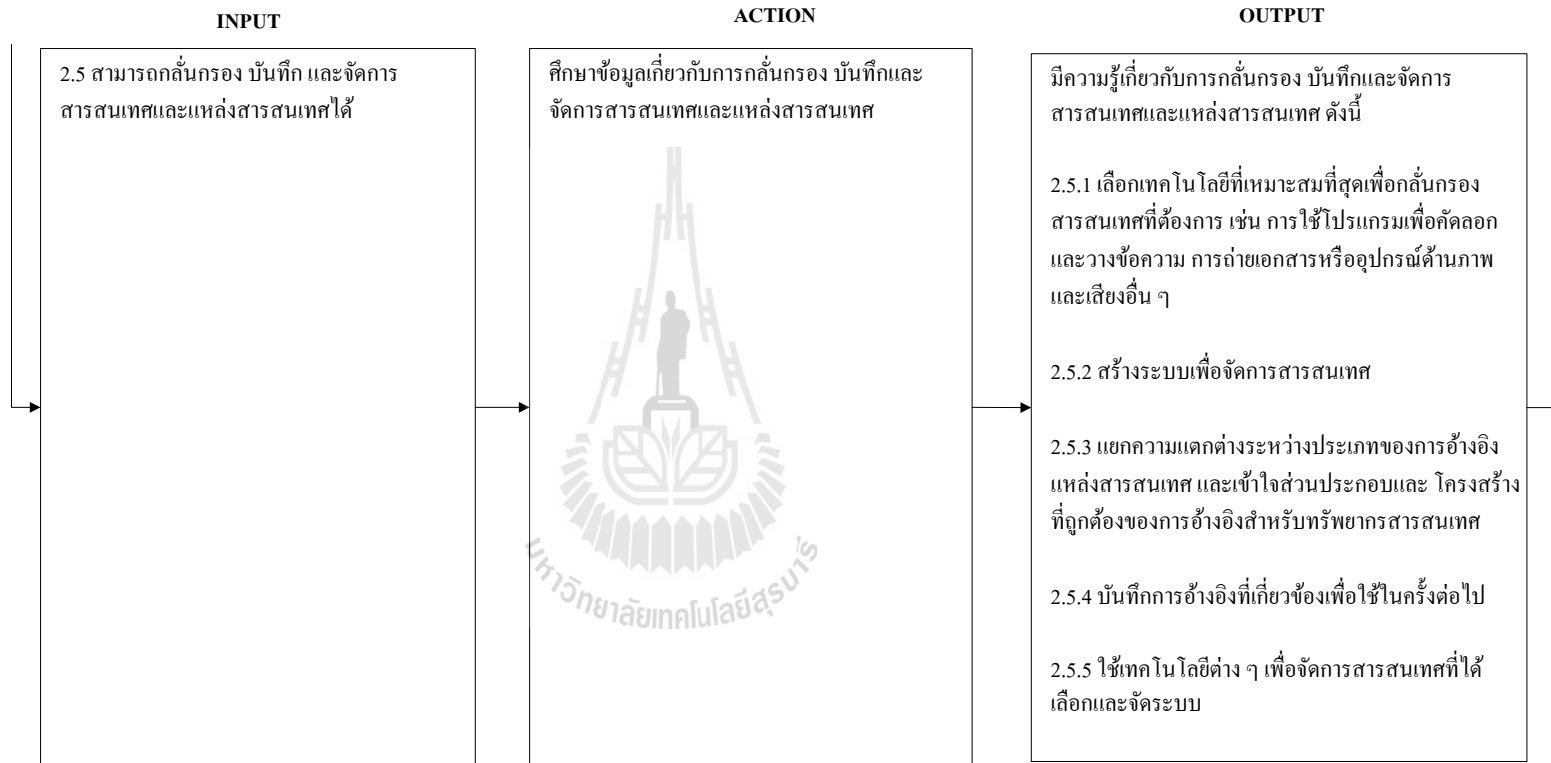 INPUT
ACTION
OUTPUT
2.5 สามารถกลั่นกรอง บันทึก และจัดการ
สารสนเทศและแหล่งสารสนเทศได้
ศึกษาข้อมูลเกี่ยวกับการกลั่นกรอง บันทึกและ
จัดการสารสนเทศและแหล่งสารสนเทศ
มีความรู้เกี่ยวกับการกลั่นกรอง บันทึกและจัดการ
สารสนเทศและแหล่งสารสนเทศ ดังนี้
2.5.1 เลือกเทคโนโลยีที่เหมาะสมที่สุดเพื่อกลั่นกรอง
สารสนเทศที่ต้องการ เช่น การใช้โปรแกรมเพื่อคัดลอก
และวางข้อความ การถ่ายเอกสารหรืออุปกรณ์ด้านภาพ
และเสียงอื่น ๆ
2.5.2 สร้างระบบเพื่อจัดการสารสนเทศ
2.5.3 แยกความแตกต่างระหว่างประเภทของการอ้างอิง
แหล่งสารสนเทศ และเข้าใจส่วนประกอบและ โครงสร้าง
ที่ถูกต้องของการอ้างอิงสำหรับทรัพยากรสารสนเทศ
2.5.4 บันทึกการอ้างอิงที่เกี่ยวข้องเพื่อใช้ในครั้งต่อไป
2.5.5 ใช้เทคโนโลยีต่าง ๆ เพื่อจัดการสารสนเทศที่ได้
เลือกและจัดระบบ
มหาวิทยาลัยเทคโนโลยีสุรนารี